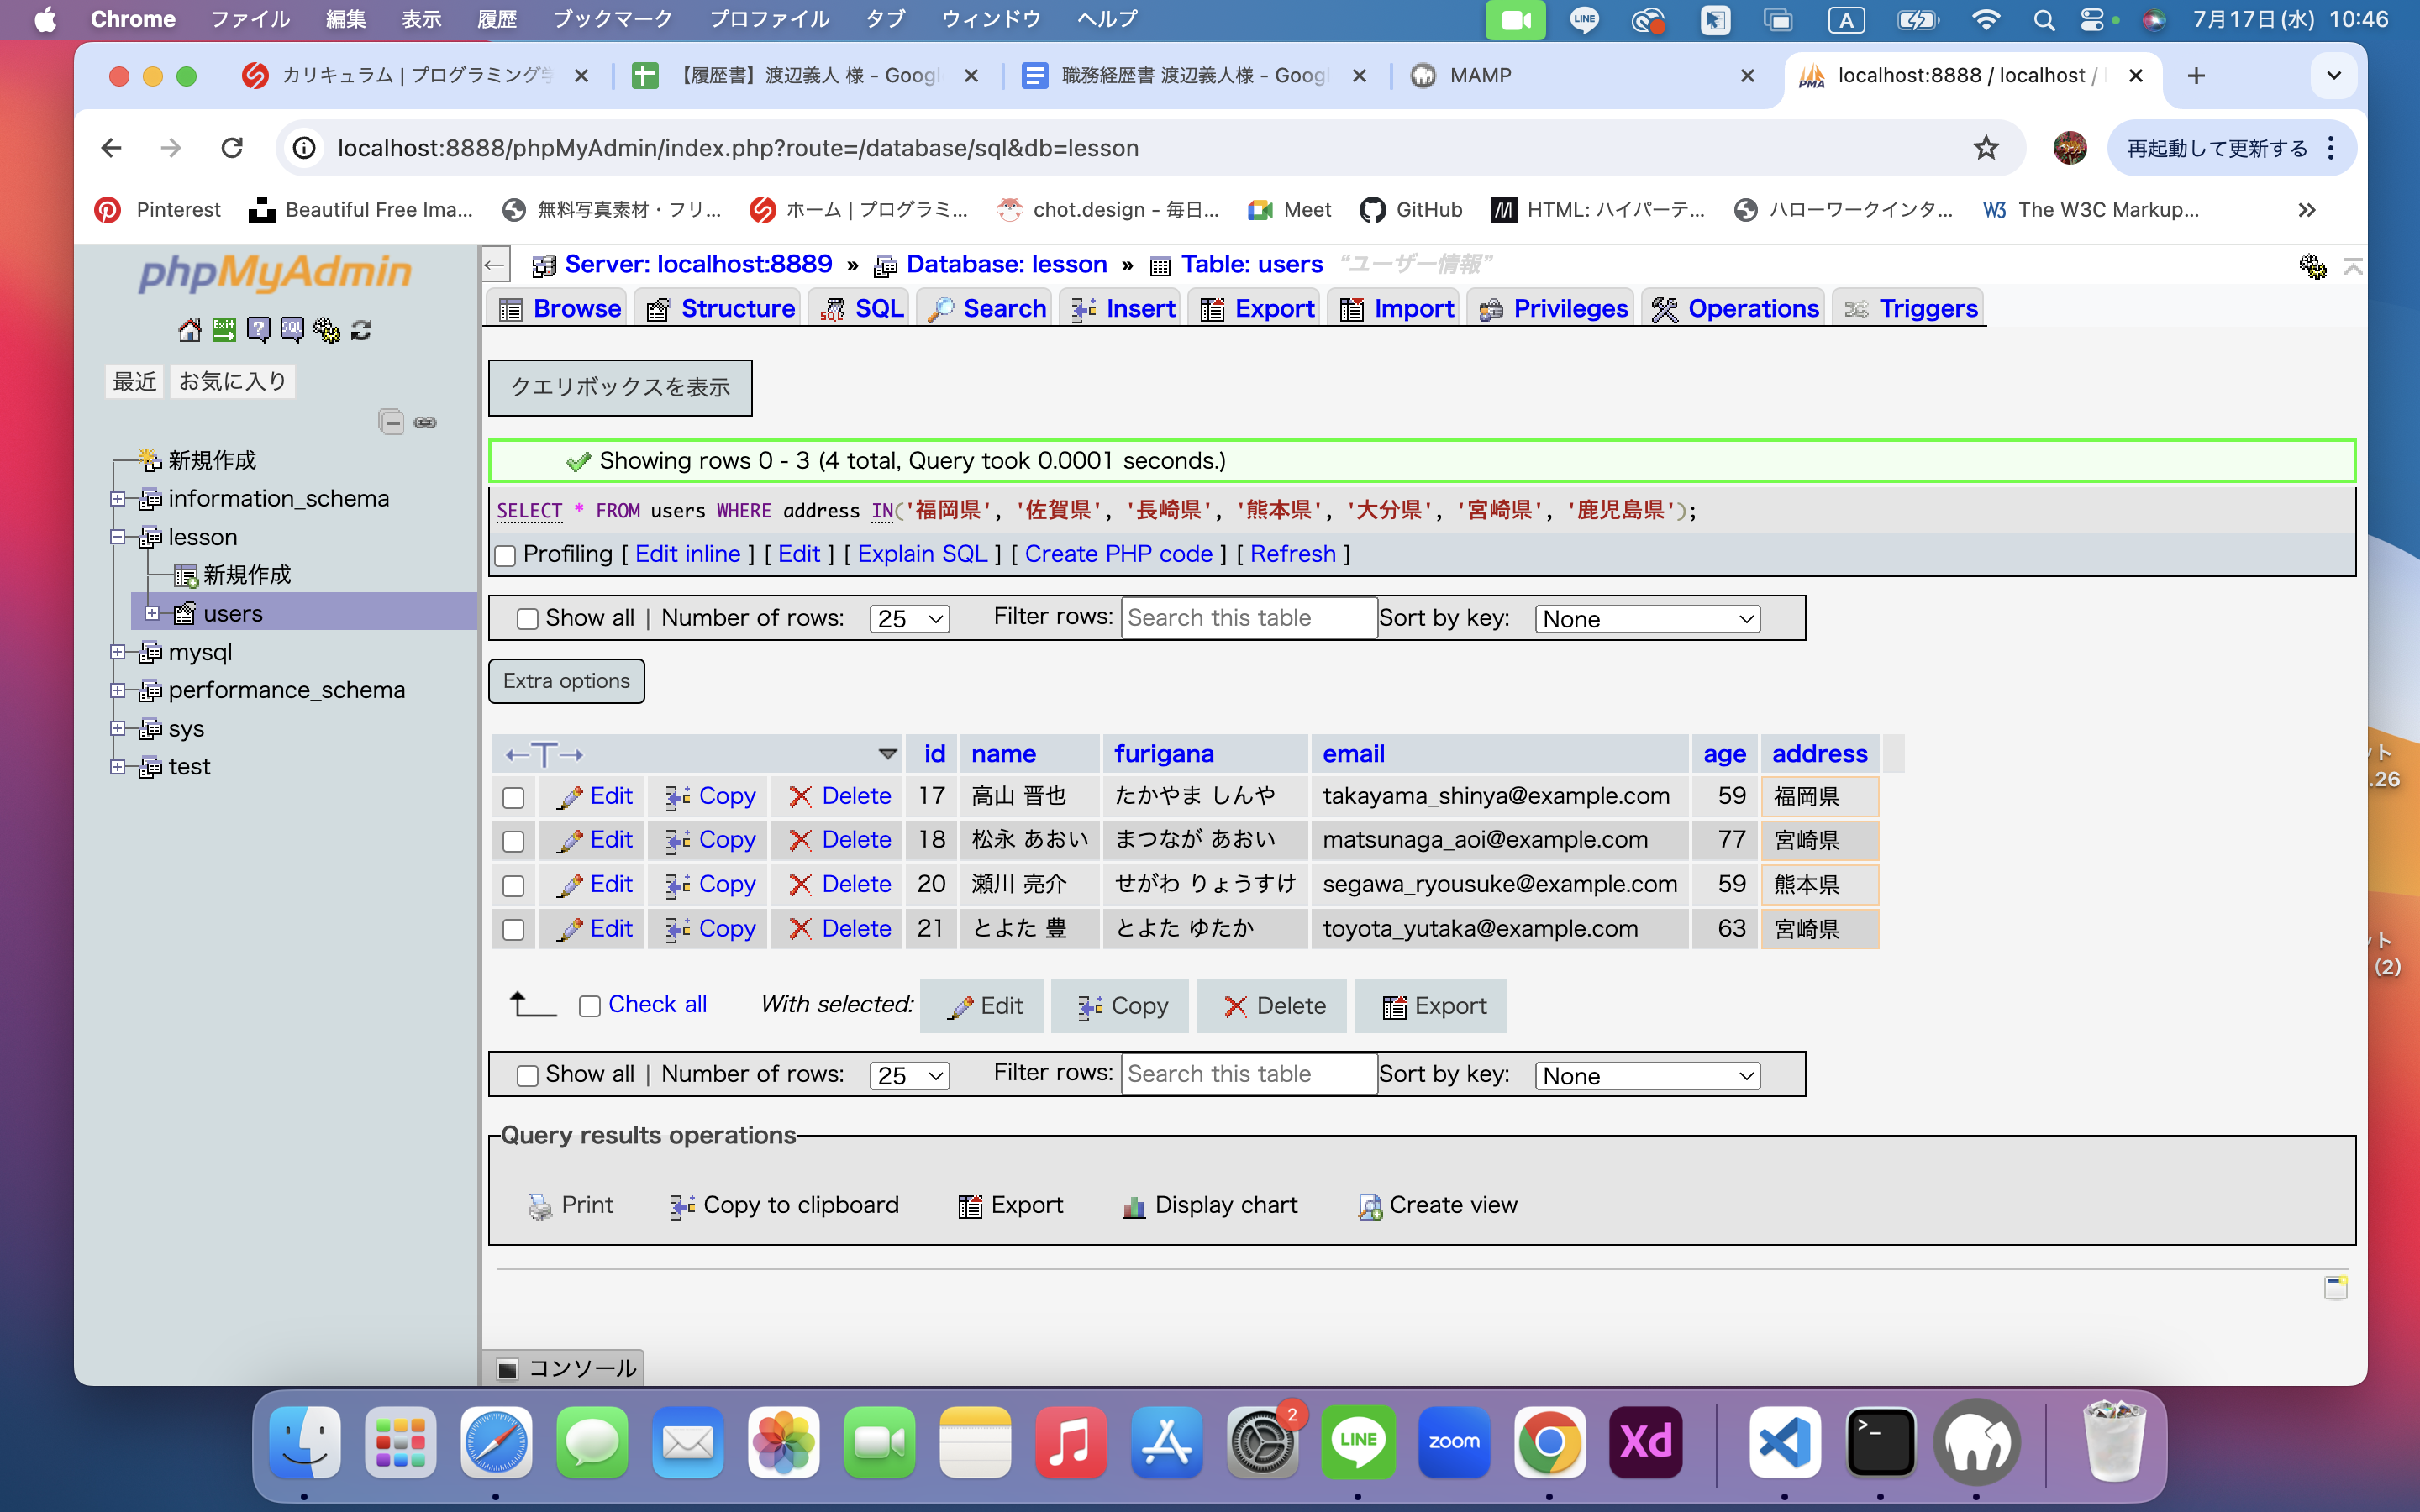 Chrome ファイル 編集 表示 履歴 ブックマーク プロファイル タブ ウィンドウ ヘルプ LINE A 7月17日(水) 10:46
カリキュラム | プログラミング学 【履歴書】渡辺義人 様 - Googl 職務経歴書 渡辺義人様 - Googl MAMP PMA localhost:8888 / localhost /
localhost:8888/phpMyAdmin/index.php?route=/database/sql&db=lesson 再起動して更新する
Pinterest Beautiful Free Ima... 無料写真素材・フリ... ホーム | プログラミ... chot.design - 毎日... Meet GitHub HTML: ハイパーテ... ハローワークインタ... W3 The W3C Markup... »
phpMyAdmin
最近 お気に入り
新規作成
information_schema
lesson
新規作成
users
mysql
performance_schema
sys
test
Server: localhost:8889 » Database: lesson » Table: users “ユーザー情報”
Browse Structure SQL Search Insert Export Import Privileges Operations Triggers
クエリボックスを表示
Showing rows 0 - 3 (4 total, Query took 0.0001 seconds.)
SELECT * FROM users WHERE address IN('福岡県', '佐賀県', '長崎県', '熊本県', '大分県', '宮崎県', '鹿児島県');
Profiling [ Edit inline ] [ Edit ] [ Explain SQL ] [ Create PHP code ] [ Refresh ]
Show all | Number of rows: 25 Filter rows: Search this table Sort by key: None
Extra options
←T→ id name furigana email age address
Edit Copy Delete 17 高山 晋也 たかやま しんや takayama_shinya@example.com 59 福岡県
Edit Copy Delete 18 松永 あおい まつなが あおい matsunaga_aoi@example.com 77 宮崎県
Edit Copy Delete 20 瀬川 亮介 せがわ りょうすけ segawa_ryousuke@example.com 59 熊本県
Edit Copy Delete 21 とよた 豊 とよた ゆたか toyota_yutaka@example.com 63 宮崎県
Check all With selected: Edit Copy Delete Export
Show all | Number of rows: 25 Filter rows: Search this table Sort by key: None
Query results operations
Print Copy to clipboard Export Display chart Create view
コンソール
ット
.26
ット
(2)
2
LINE zoom Xd